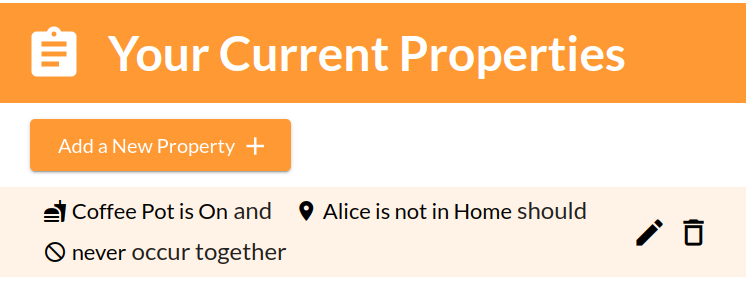 Your Current Properties
Add a New Property +
Coffee Pot is On and Alice is not in Home should
never occur together